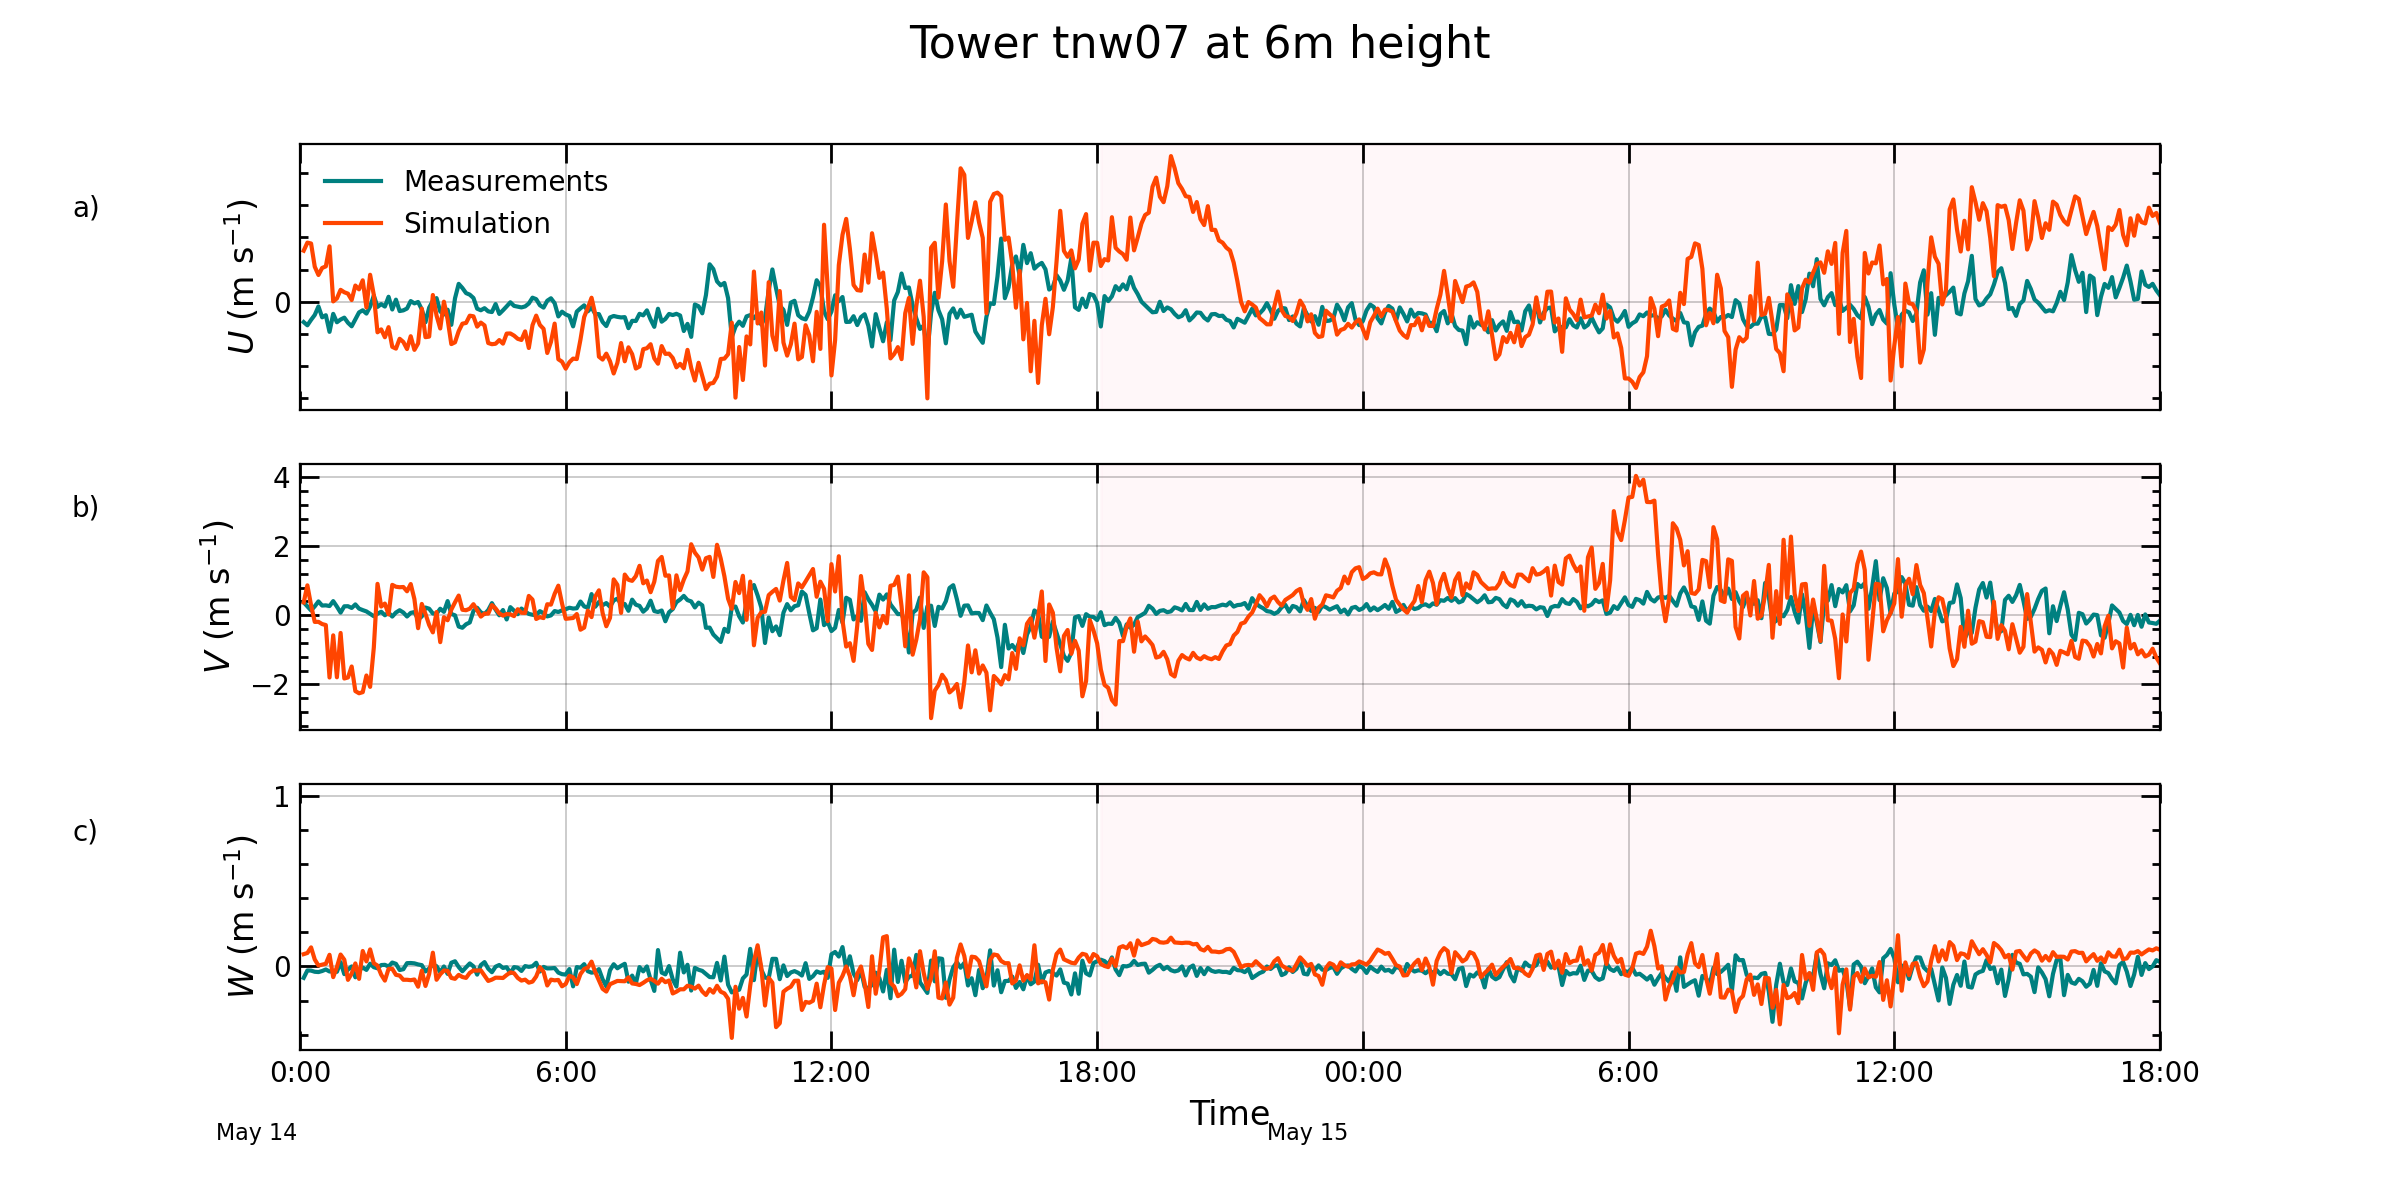 Tower tnw07 at 6m height
a)
U (m s⁻¹)
Measurements
Simulation
0
b)
V (m s⁻¹)
4
2
0
−2
c)
W (m s⁻¹)
1
0
0:00 6:00 12:00 18:00 00:00 6:00 12:00 18:00
Time
May 14 May 15